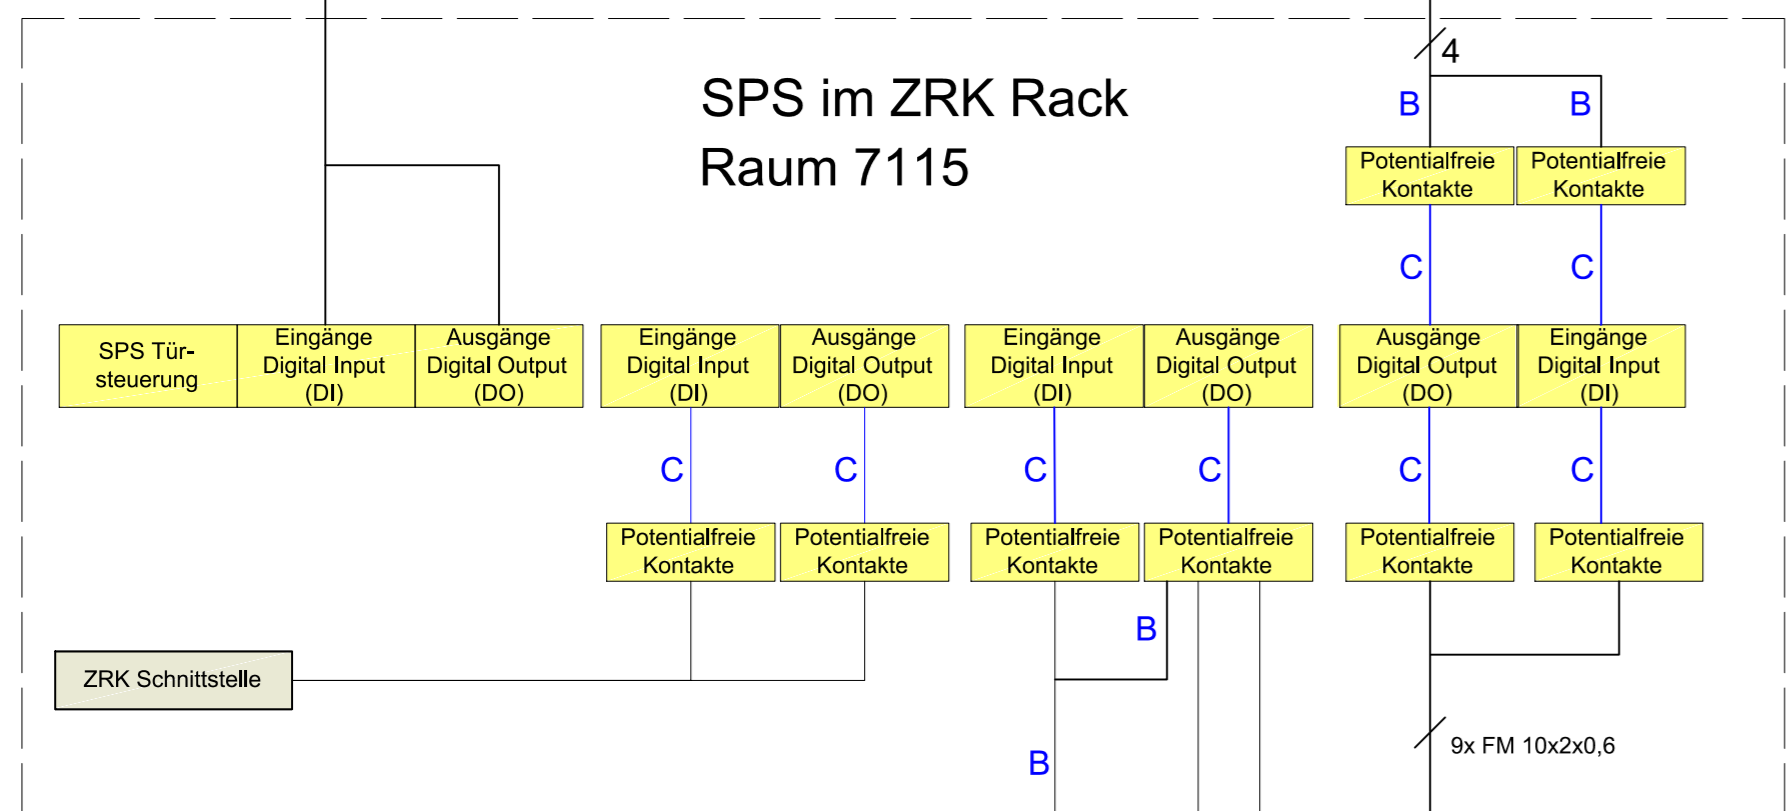 4
SPS im ZRK Rack
Raum 7115
B
B
Potentialfreie
Kontakte
Potentialfreie
Kontakte
C
C
SPS Tür-
steuerung
Eingänge
Digital Input
(DI)
Ausgänge
Digital Output
(DO)
Eingänge
Digital Input
(DI)
Ausgänge
Digital Output
(DO)
Eingänge
Digital Input
(DI)
Ausgänge
Digital Output
(DO)
Ausgänge
Digital Output
(DO)
Eingänge
Digital Input
(DI)
C
C
C
C
C
C
Potentialfreie
Kontakte
Potentialfreie
Kontakte
Potentialfreie
Kontakte
Potentialfreie
Kontakte
Potentialfreie
Kontakte
Potentialfreie
Kontakte
B
ZRK Schnittstelle
B
9x FM 10x2x0,6